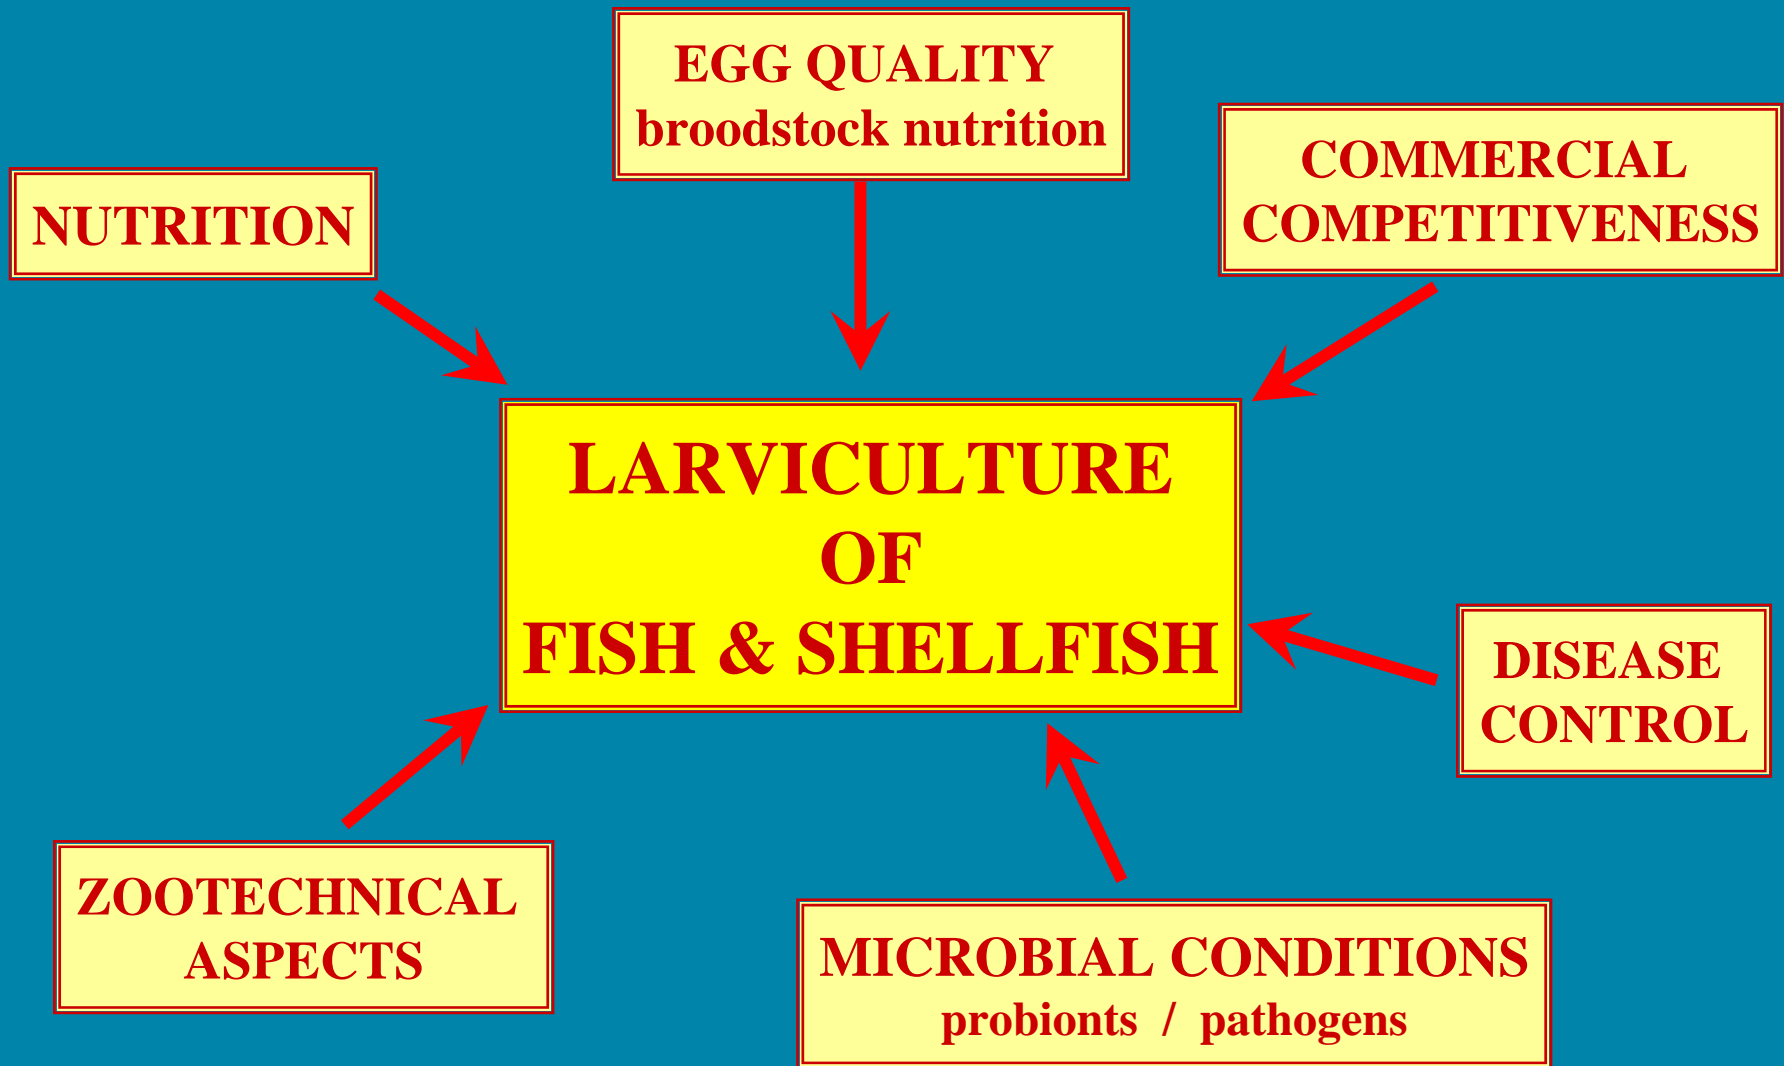 EGG QUALITY
broodstock nutrition
COMMERCIAL
COMPETITIVENESS
NUTRITION
LARVICULTURE
OF
FISH & SHELLFISH
DISEASE
CONTROL
ZOOTECHNICAL
ASPECTS
MICROBIAL CONDITIONS
probionts / pathogens